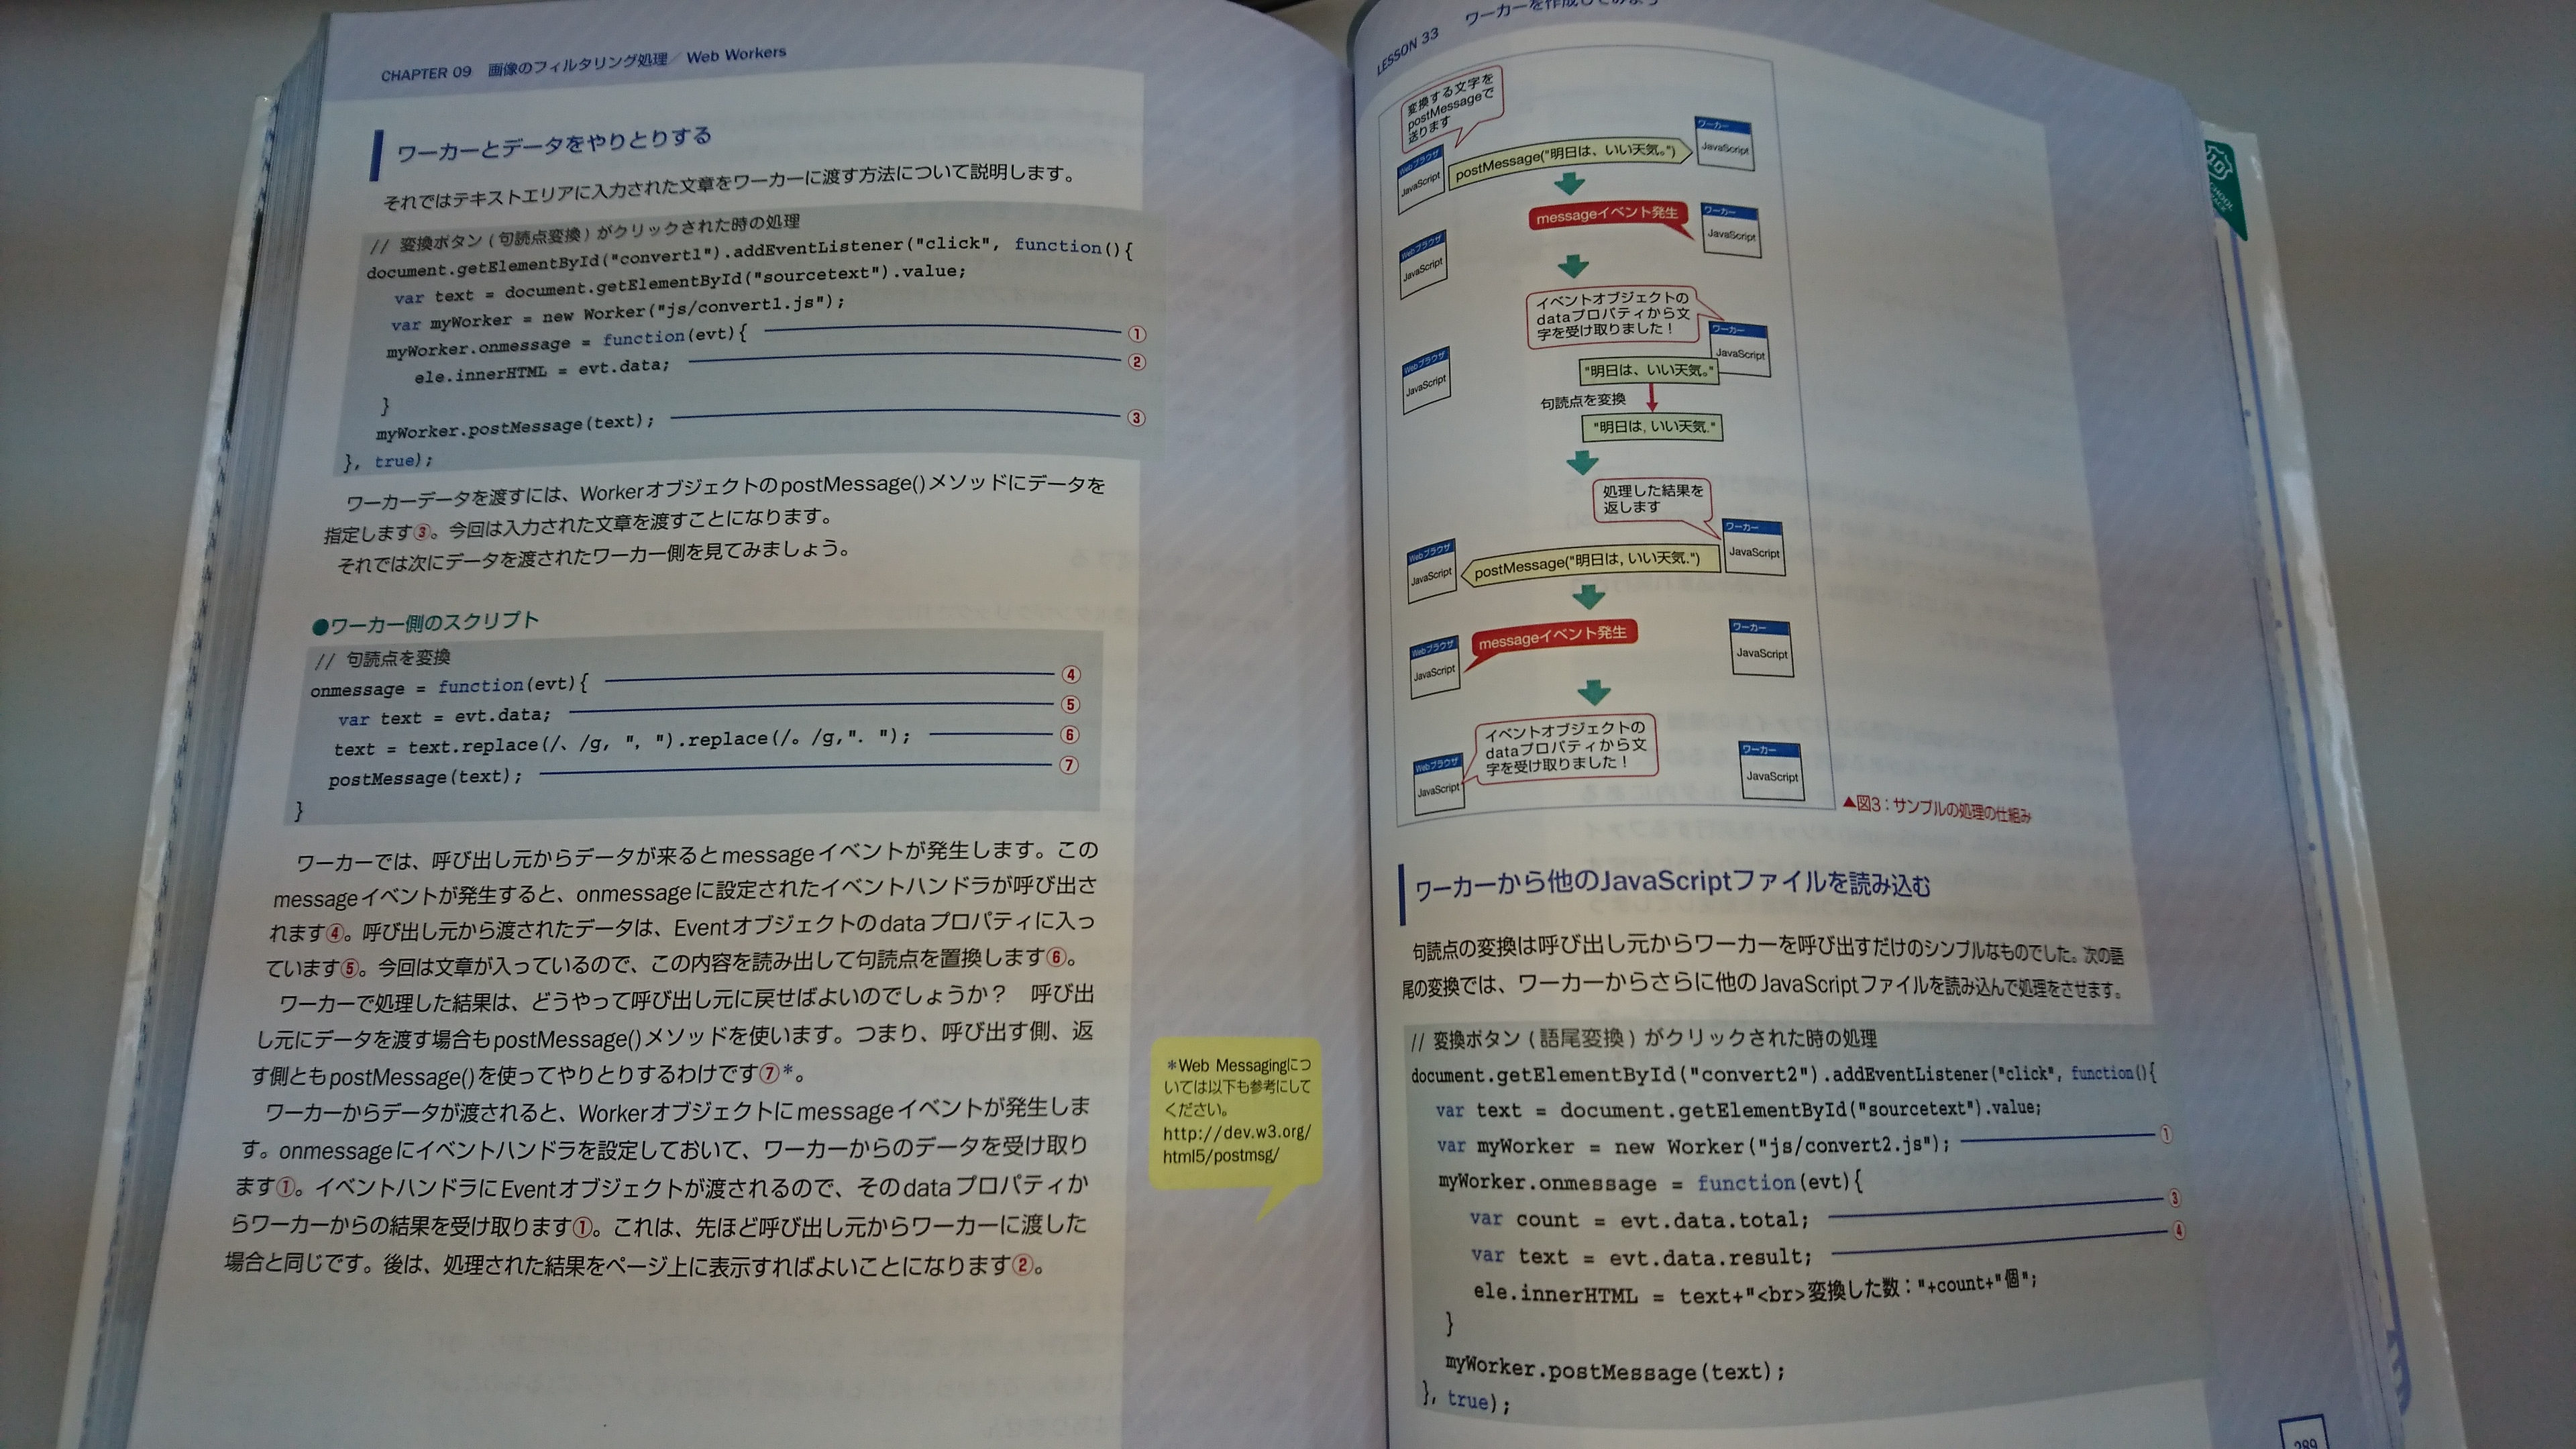 CHAPTER 09　画像のフィルタリング処理／Web Workers
ワーカーとデータをやりとりする
それではテキストエリアに入力された文章をワーカーに渡す方法について説明します。
// 変換ボタン(句読点変換)がクリックされた時の処理
document.getElementById("convert1").addEventListener("click", function(){
var text = document.getElementById("sourcetext").value;
var myWorker = new Worker("js/convert1.js");
myWorker.onmessage = function(evt){ ①
ele.innerHTML = evt.data; ②
}
myWorker.postMessage(text); ③
}, true);
ワーカーデータを渡すには、WorkerオブジェクトのpostMessage()メソッドにデータを
指定します③。今回は入力された文章を渡すことになります。
それでは次にデータを渡されたワーカー側を見てみましょう。
●ワーカー側のスクリプト
// 句読点を変換
onmessage = function(evt){ ④
var text = evt.data; ⑤
text = text.replace(/、/g, "，").replace(/。/g,"．"); ⑥
postMessage(text); ⑦
}
ワーカーでは、呼び出し元からデータが来るとmessageイベントが発生します。この
messageイベントが発生すると、onmessageに設定されたイベントハンドラが呼び出さ
れます④。呼び出し元から渡されたデータは、Eventオブジェクトのdataプロパティに入っ
ています⑤。今回は文章が入っているので、この内容を読み出して句読点を置換します⑥。
ワーカーで処理した結果は、どうやって呼び出し元に戻せばよいのでしょうか？　呼び出
し元にデータを渡す場合もpostMessage()メソッドを使います。つまり、呼び出す側、返
す側ともpostMessage()を使ってやりとりするわけです⑦*。
ワーカーからデータが渡されると、Workerオブジェクトにmessageイベントが発生しま
す。onmessageにイベントハンドラを設定しておいて、ワーカーからのデータを受け取り
ます①。イベントハンドラにEventオブジェクトが渡されるので、そのdataプロパティか
らワーカーからの結果を受け取ります①。これは、先ほど呼び出し元からワーカーに渡した
場合と同じです。後は、処理された結果をページ上に表示すればよいことになります②。
*Web Messagingにつ
いては以下も参考にして
ください。
http://dev.w3.org/
html5/postmsg/
LESSON 33　ワーカーを作成してみよう
変換する文字を
postMessageで
送ります
Webブラウザ
JavaScript
postMessage("明日は、いい天気。")
ワーカー
JavaScript
messageイベント発生
ワーカー
JavaScript
Webブラウザ
JavaScript
イベントオブジェクトの
dataプロパティから文
字を受け取りました！
ワーカー
JavaScript
Webブラウザ
JavaScript
"明日は、いい天気。"
句読点を変換
"明日は，いい天気．"
処理した結果を
返します
ワーカー
JavaScript
Webブラウザ
JavaScript
postMessage("明日は，いい天気．")
messageイベント発生
Webブラウザ
JavaScript
ワーカー
JavaScript
イベントオブジェクトの
dataプロパティから文
字を受け取りました！
Webブラウザ
JavaScript
ワーカー
JavaScript
▲図3：サンプルの処理の仕組み
ワーカーから他のJavaScriptファイルを読み込む
句読点の変換は呼び出し元からワーカーを呼び出すだけのシンプルなものでした。次の語
尾の変換では、ワーカーからさらに他のJavaScriptファイルを読み込んで処理をさせます。
// 変換ボタン(語尾変換)がクリックされた時の処理
document.getElementById("convert2").addEventListener("click", function(){
var text = document.getElementById("sourcetext").value;
var myWorker = new Worker("js/convert2.js"); ①
myWorker.onmessage = function(evt){
var count = evt.data.total; ③
var text = evt.data.result; ④
ele.innerHTML = text+"<br>変換した数："+count+"個";
}
myWorker.postMessage(text);
}, true);
289